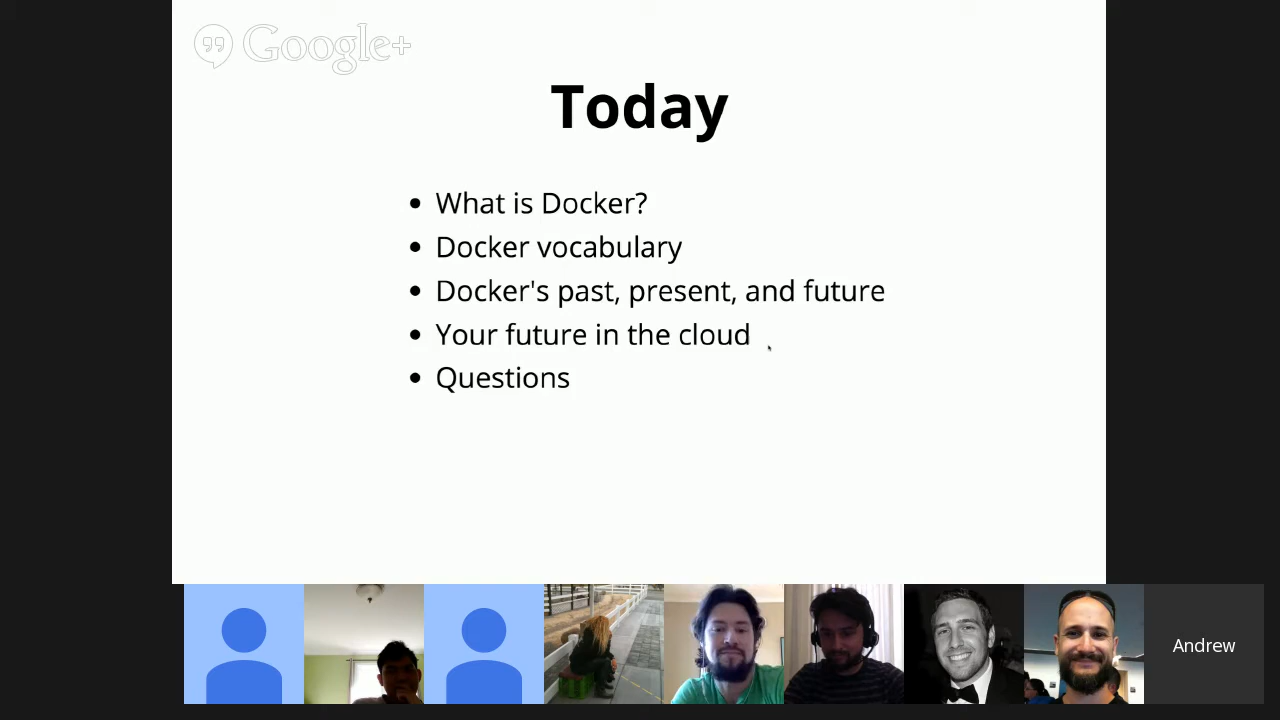 Google+
Today
What is Docker?
Docker vocabulary
Docker's past, present, and future
Your future in the cloud
Questions
Andrew